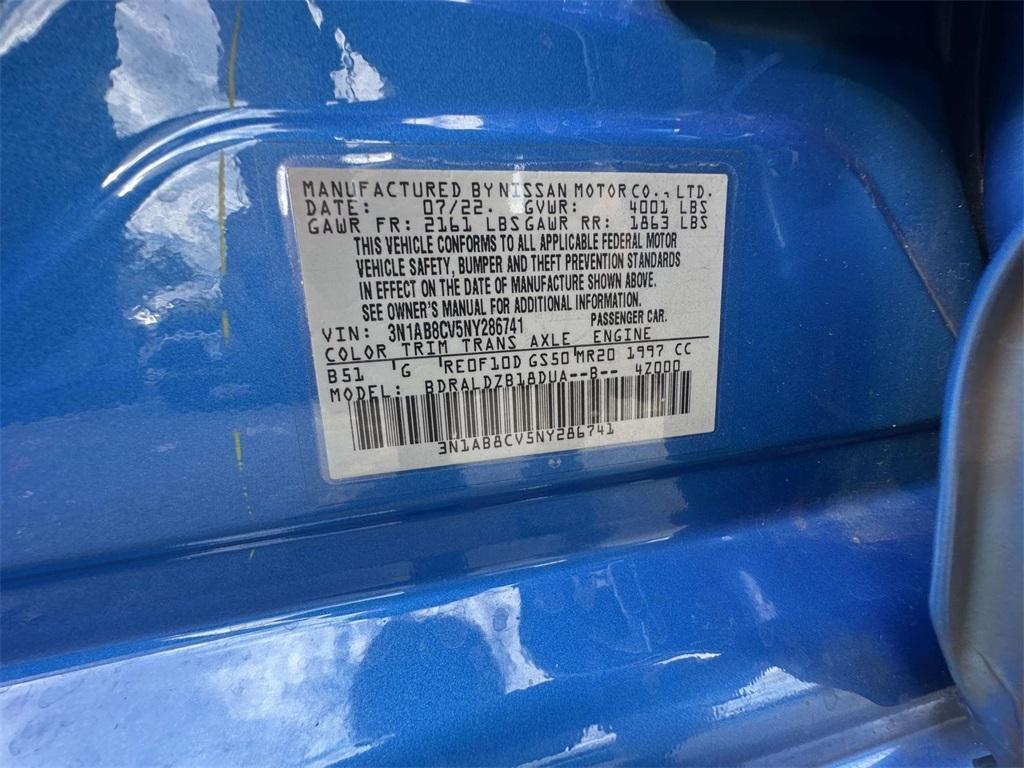 MANUFACTURED BY NISSAN MOTOR CO., LTD.
DATE: 07/22. GVWR: 4001 LBS
GAWR FR: 2161 LBS GAWR RR: 1863 LBS
THIS VEHICLE CONFORMS TO ALL APPLICABLE FEDERAL MOTOR
VEHICLE SAFETY, BUMPER AND THEFT PREVENTION STANDARDS
IN EFFECT ON THE DATE OF MANUFACTURE SHOWN ABOVE.
SEE OWNER'S MANUAL FOR ADDITIONAL INFORMATION.
VIN: 3N1AB8CV5NY286741 PASSENGER CAR.
COLOR TRIM TRANS AXLE ENGINE
B51 G RE0F10D GS50 MR20 1997 CC
MODEL: BDRALDZB18DUA--B-- 4Z000
3N1AB8CV5NY286741